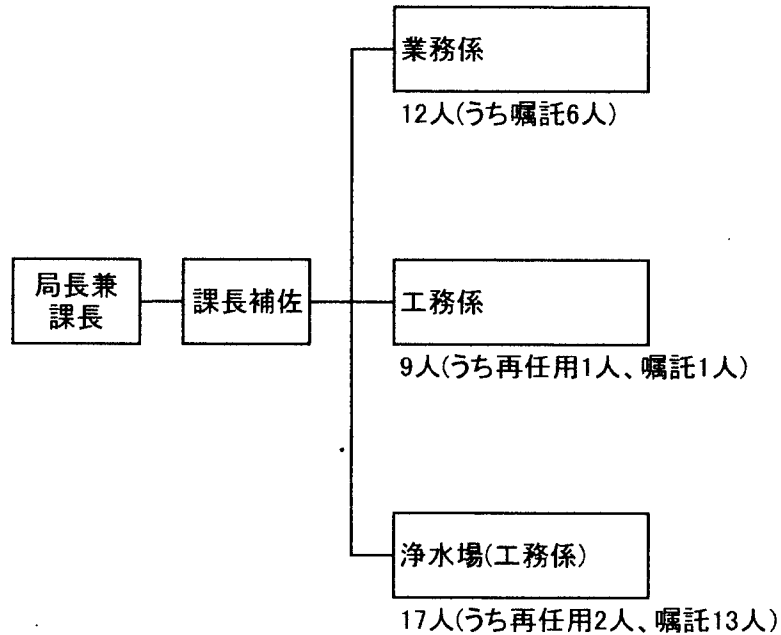 業務係
12人(うち嘱託6人)
局長兼
課長
課長補佐
工務係
9人(うち再任用1人、嘱託1人)
浄水場(工務係)
17人(うち再任用2人、嘱託13人)